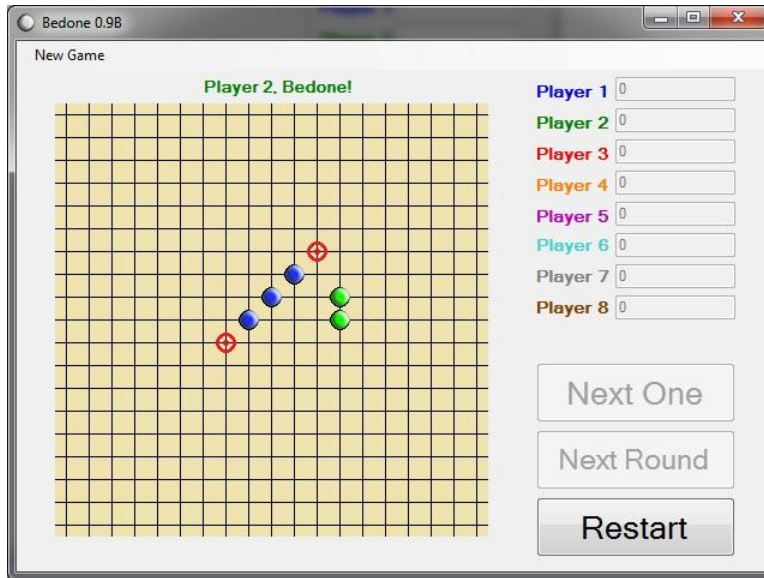 Bedone 0.9B
New Game
Player 2, Bedone!
Player 1 0
Player 2 0
Player 3 0
Player 4 0
Player 5 0
Player 6 0
Player 7 0
Player 8 0
Next One
Next Round
Restart